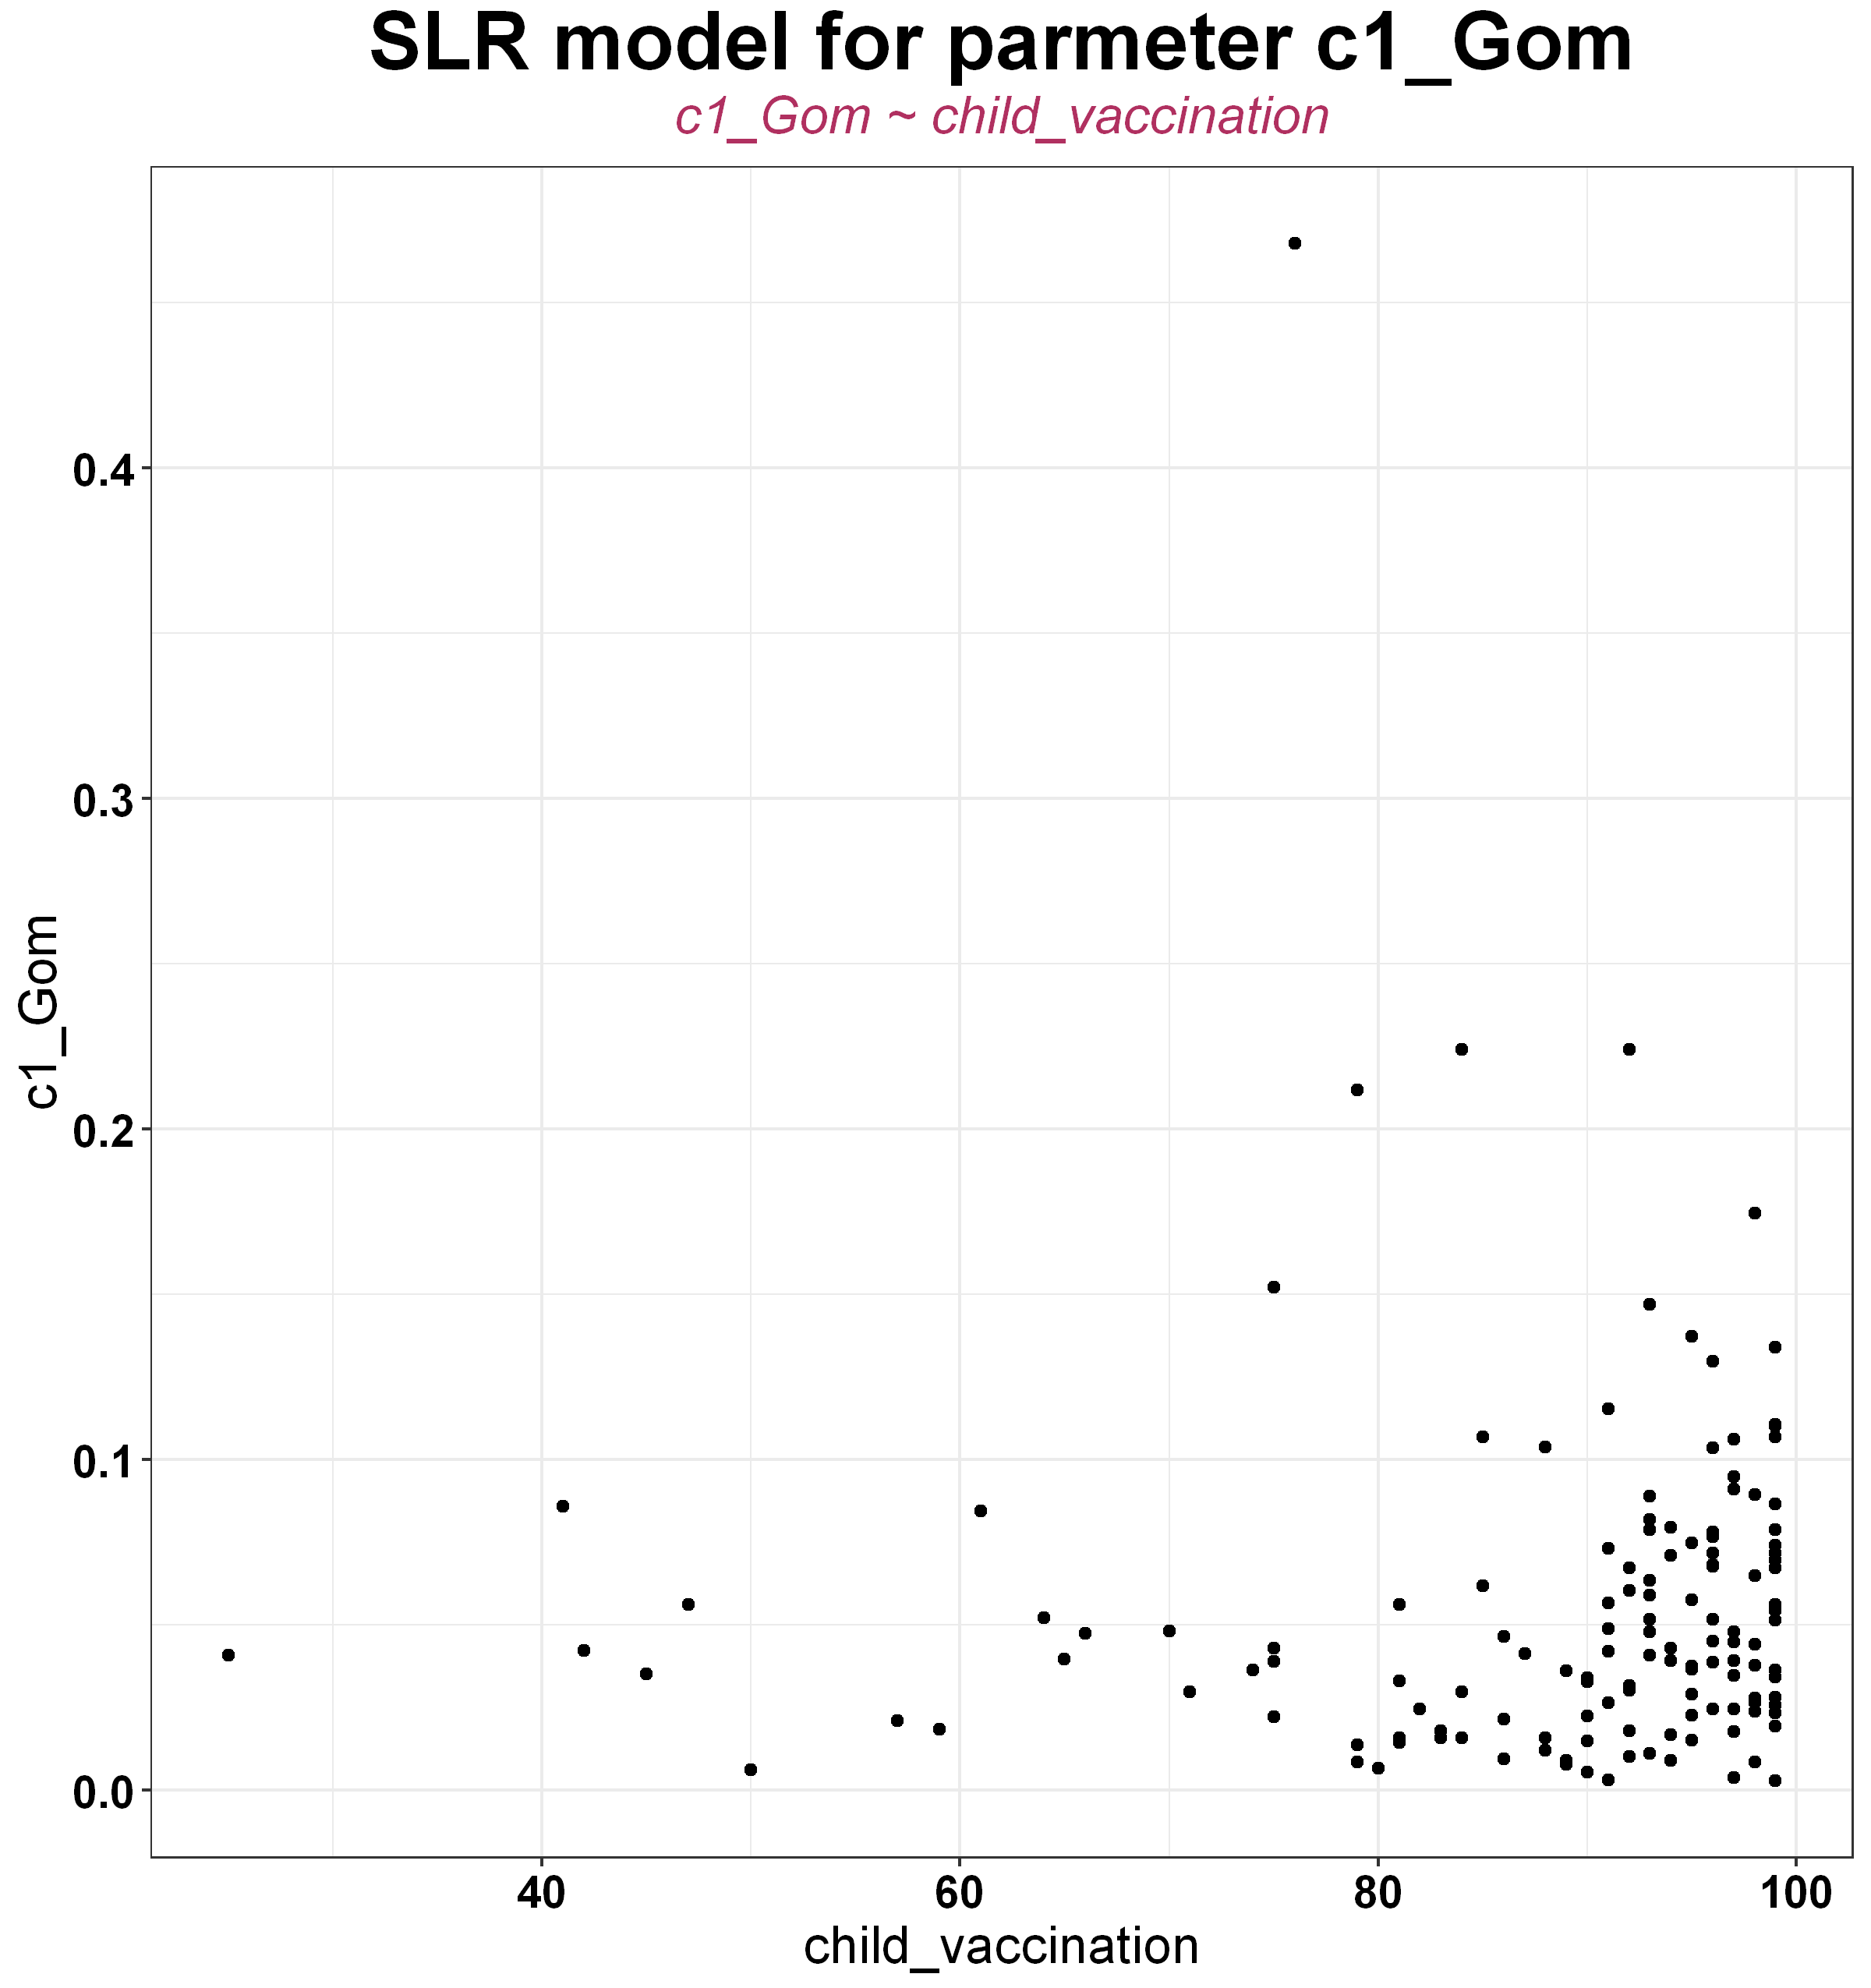 SLR model for parmeter c1_Gom
c1_Gom ~ child_vaccination
c1_Gom
0.4
0.3
0.2
0.1
0.0
40 60 80 100
child_vaccination